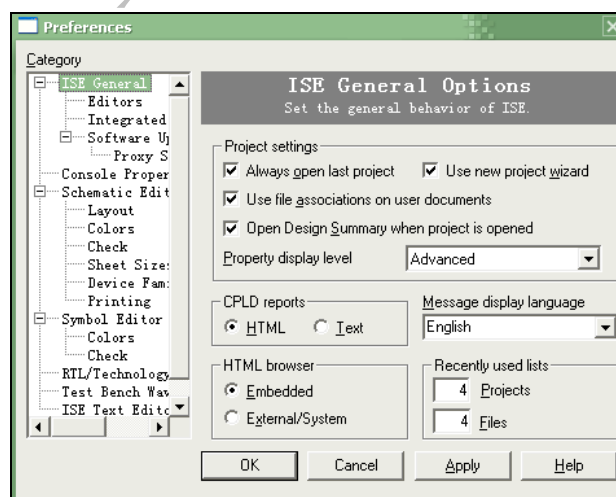 Preferences
Category
ISE General
Editors
Integrated
Software Up
Proxy S
Console Proper
Schematic Edit
Layout
Colors
Check
Sheet Size
Device Fam
Printing
Symbol Editor
Colors
Check
RTL/Technology
Test Bench Wav
ISE Text Edito
ISE General Options
Set the general behavior of ISE.
Project settings
Always open last project
Use new project wizard
Use file associations on user documents
Open Design Summary when project is opened
Property display level
Advanced
CPLD reports
HTML
Text
Message display language
English
HTML browser
Embedded
External/System
Recently used lists
4 Projects
4 Files
OK
Cancel
Apply
Help